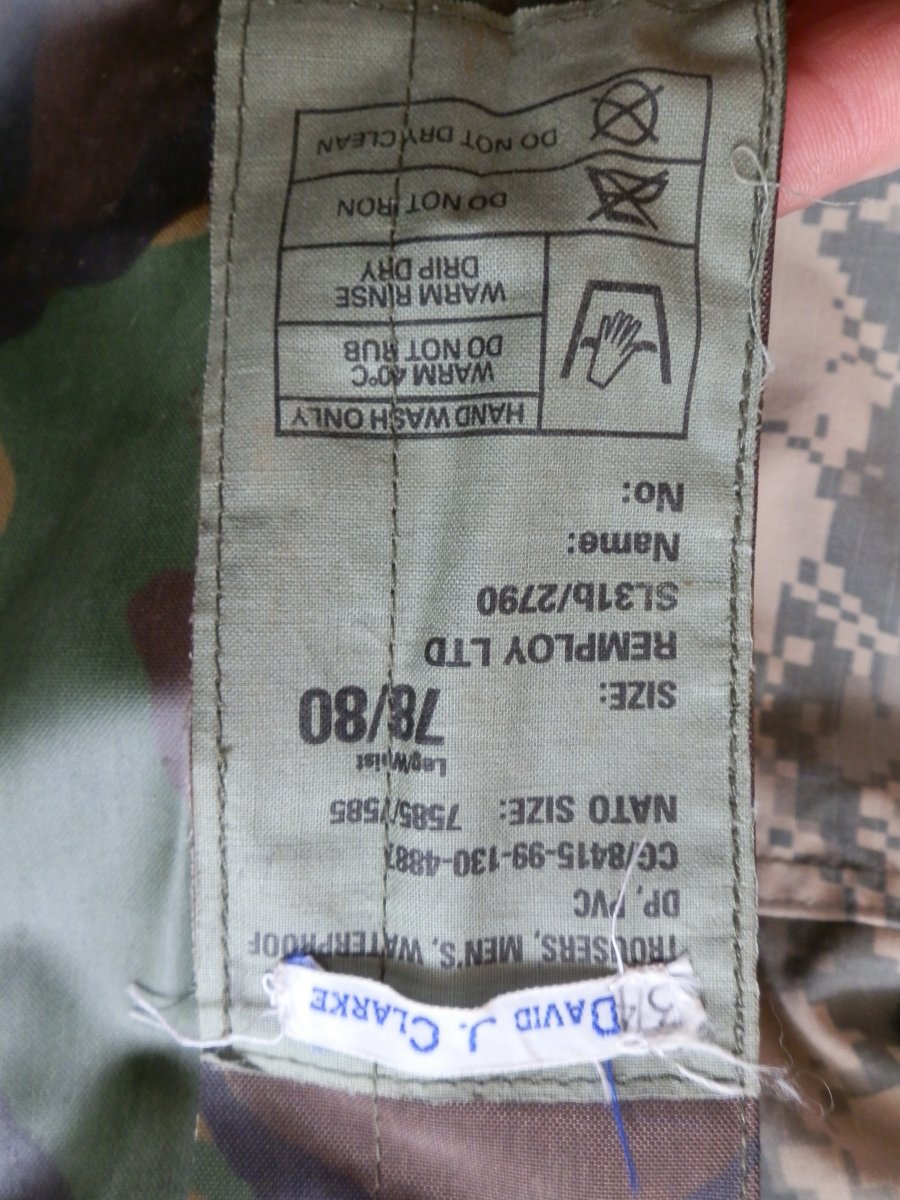 DAVID J. CLARKE
TROUSERS, MEN'S, WATERPROOF
DP, PVC
CC/8415-99-130-4887
NATO SIZE: 7585/7585
Leg/Waist
SIZE: 78/80
REMPLOY LTD
SL31b/2790
Name:
No:
HAND WASH ONLY
WARM 40°C
DO NOT RUB
WARM RINSE
DRIP DRY
DO NOT IRON
DO NOT DRY CLEAN